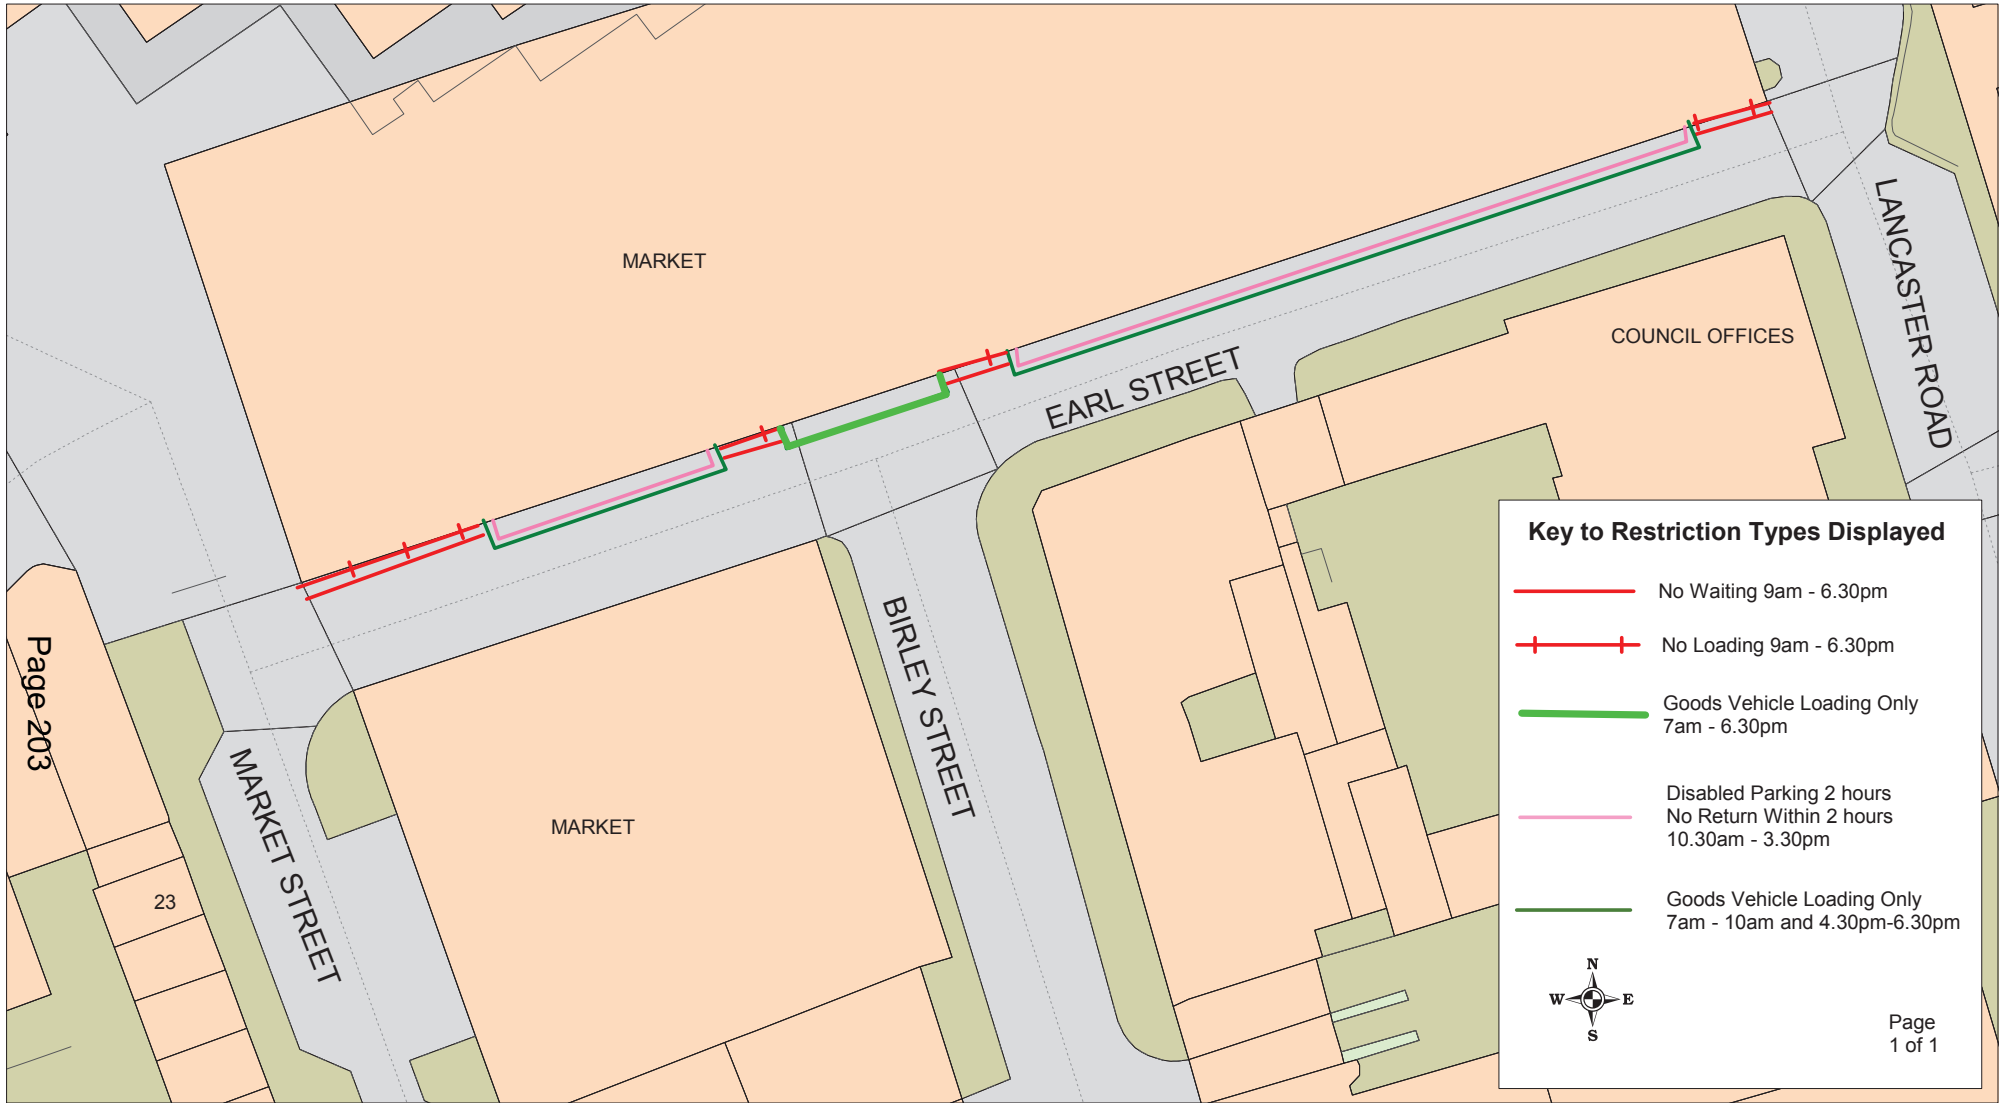 MARKET
COUNCIL OFFICES
LANCASTER ROAD
EARL STREET
BIRLEY STREET
MARKET
MARKET STREET
23
Page 203
Key to Restriction Types Displayed
No Waiting 9am - 6.30pm
No Loading 9am - 6.30pm
Goods Vehicle Loading Only
7am - 6.30pm
Disabled Parking 2 hours
No Return Within 2 hours
10.30am - 3.30pm
Goods Vehicle Loading Only
7am - 10am and 4.30pm-6.30pm
N
W E
S
Page
1 of 1